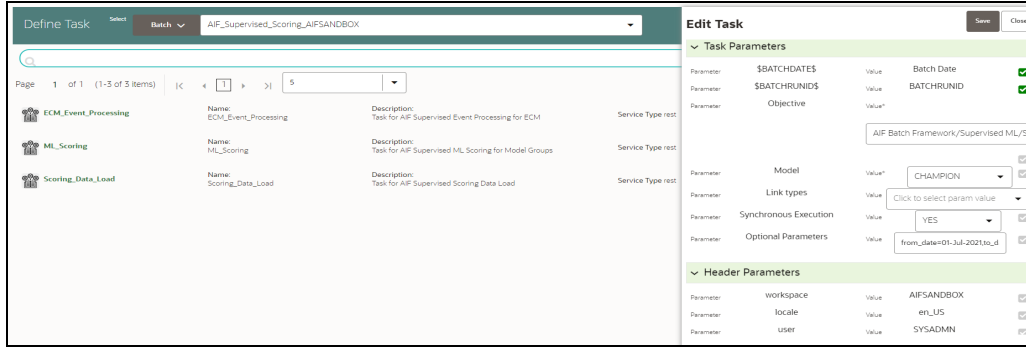 Define Task Select Batch AIF_Supervised_Scoring_AIFSANDBOX
Page 1 of 1 (1-3 of 3 items) 1 5
ECM_Event_Processing Name: Description: Service Type rest
ECM_Event_Processing Task for AIF Supervised Event Processing for ECM
ML_Scoring Name: Description: Service Type rest
ML_Scoring Task for AIF Supervised ML Scoring for Model Groups
Scoring_Data_Load Name: Description: Service Type rest
Scoring_Data_Load Task for AIF Supervised Scoring Data Load
Edit Task Save Close
Task Parameters
Parameter $BATCHDATE$ Value Batch Date
Parameter $BATCHRUNID$ Value BATCHRUNID
Parameter Objective Value*
AIF Batch Framework/Supervised ML/S
Parameter Model Value* CHAMPION
Parameter Link types Value Click to select param value
Parameter Synchronous Execution Value YES
Parameter Optional Parameters Value from_date=01-Jul-2021,to_d
Header Parameters
Parameter workspace Value AIFSANDBOX
Parameter locale Value en_US
Parameter user Value SYSADMN